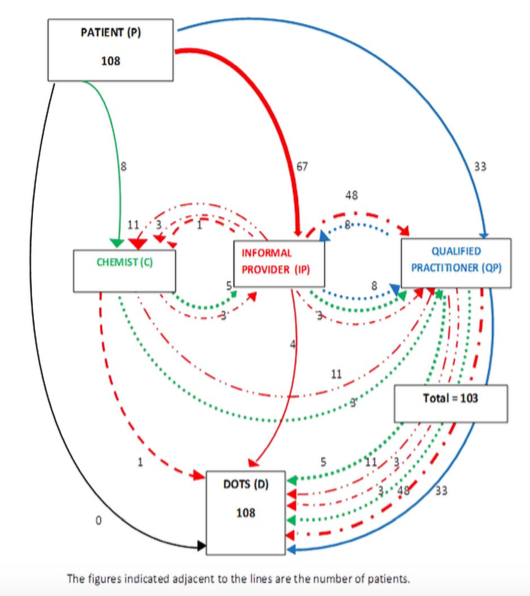 PATIENT (P)
108
8
67
33
48
11
3
1
8
CHEMIST (C)
INFORMAL
PROVIDER (IP)
QUALIFIED
PRACTITIONER (QP)
5
3
8
3
4
11
3
Total = 103
1
5
11
3
3
48
33
DOTS (D)
108
0
The figures indicated adjacent to the lines are the number of patients.